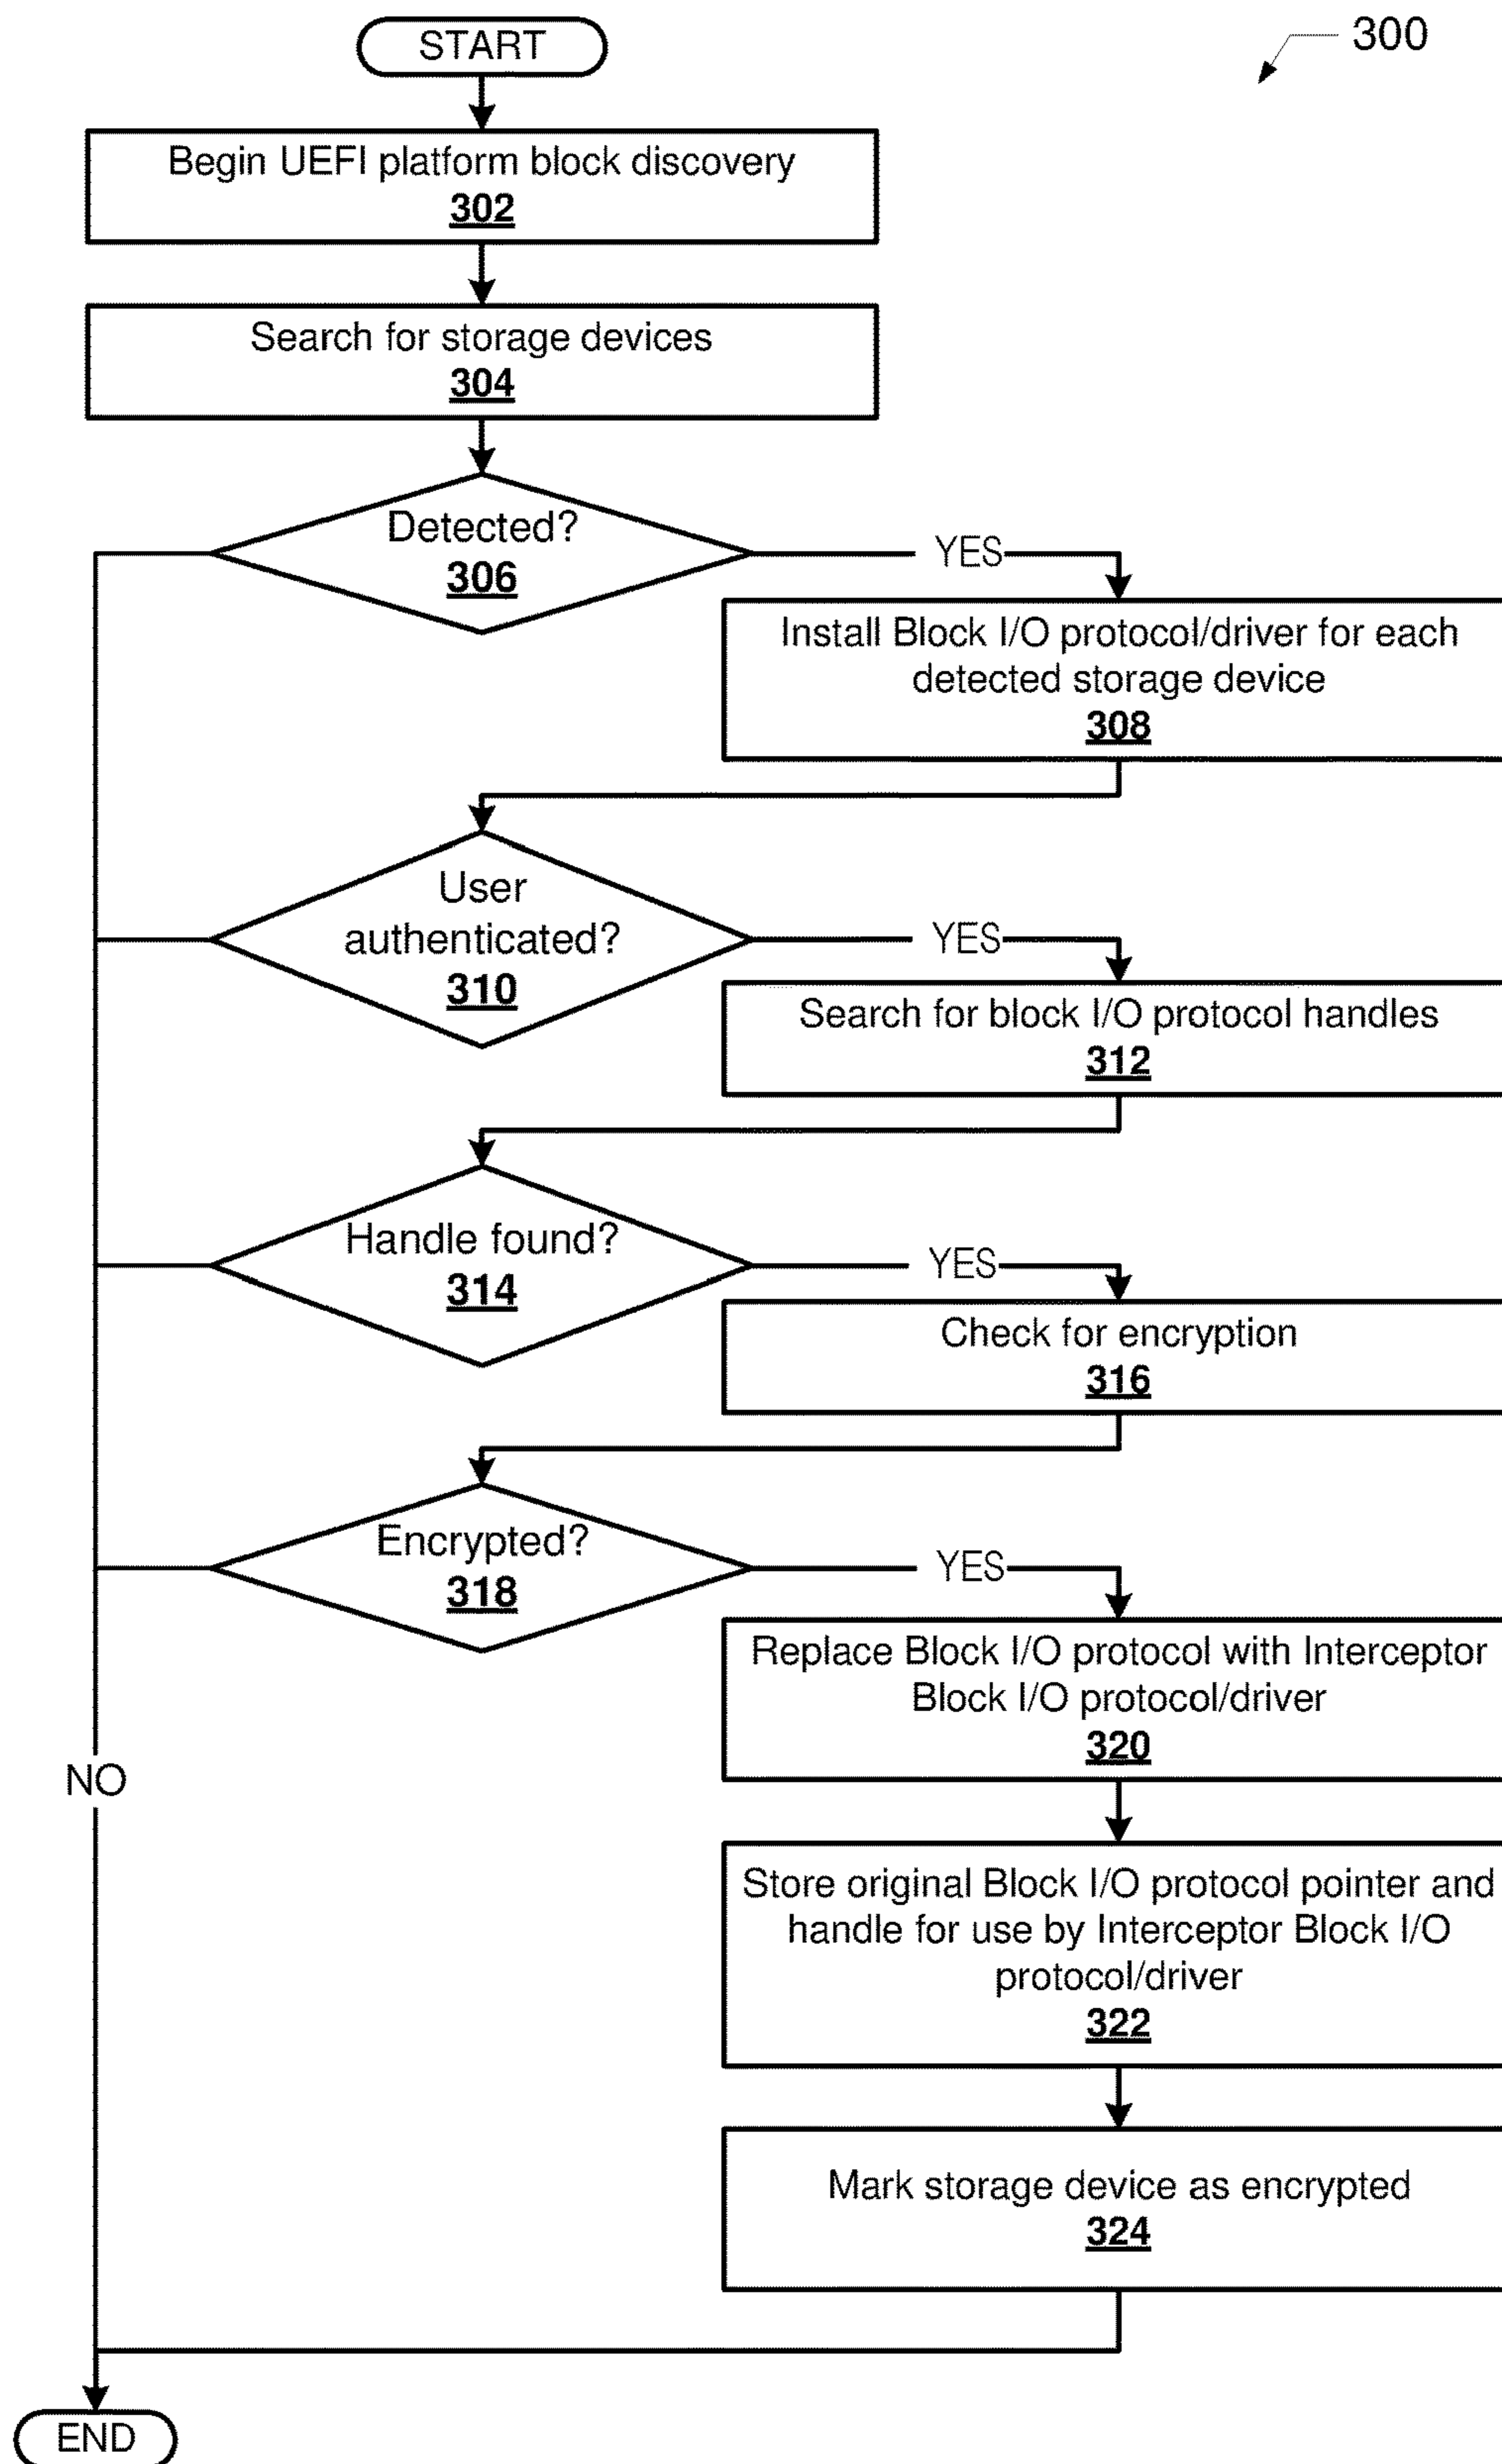 START
300
Begin UEFI platform block discovery
302
Search for storage devices
304
Detected?
306
YES
Install Block I/O protocol/driver for each
detected storage device
308
User
authenticated?
310
YES
Search for block I/O protocol handles
312
Handle found?
314
YES
Check for encryption
316
Encrypted?
318
YES
Replace Block I/O protocol with Interceptor
Block I/O protocol/driver
320
NO
Store original Block I/O protocol pointer and
handle for use by Interceptor Block I/O
protocol/driver
322
Mark storage device as encrypted
324
END